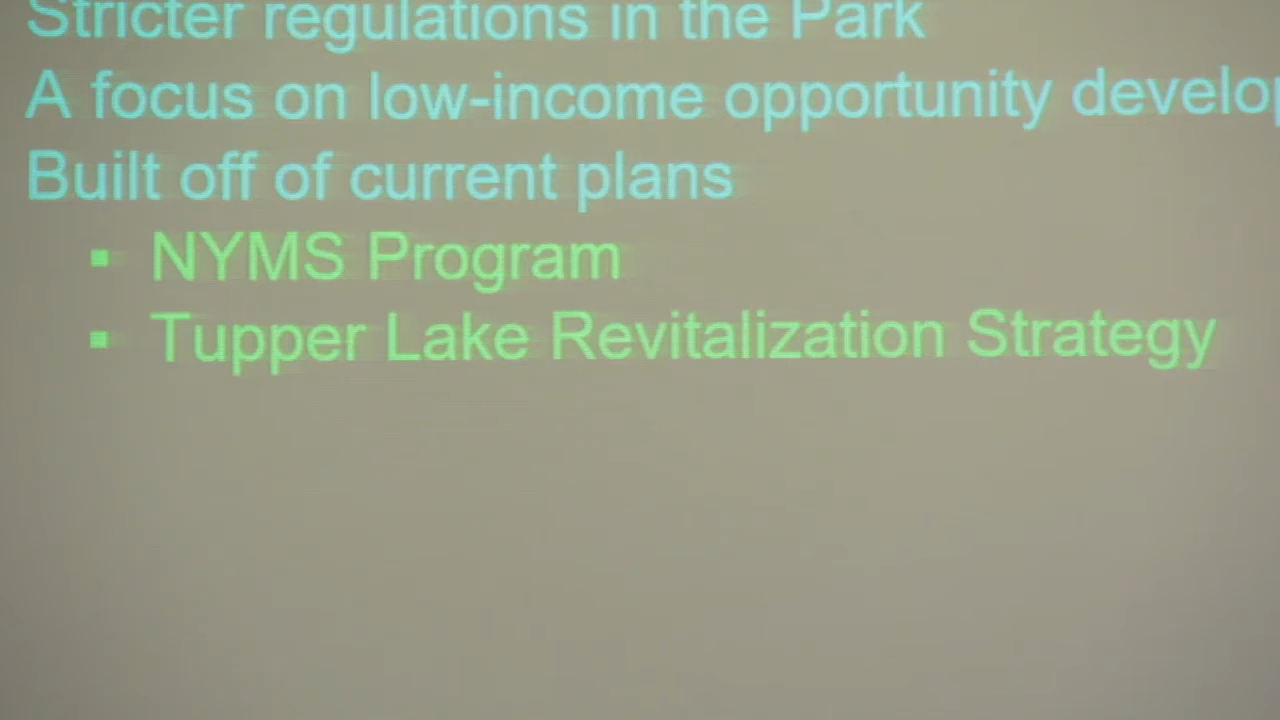 Stricter regulations in the Park
A focus on low-income opportunity
Built off of current plans
▪ NYMS Program
▪ Tupper Lake Revitalization Strategy